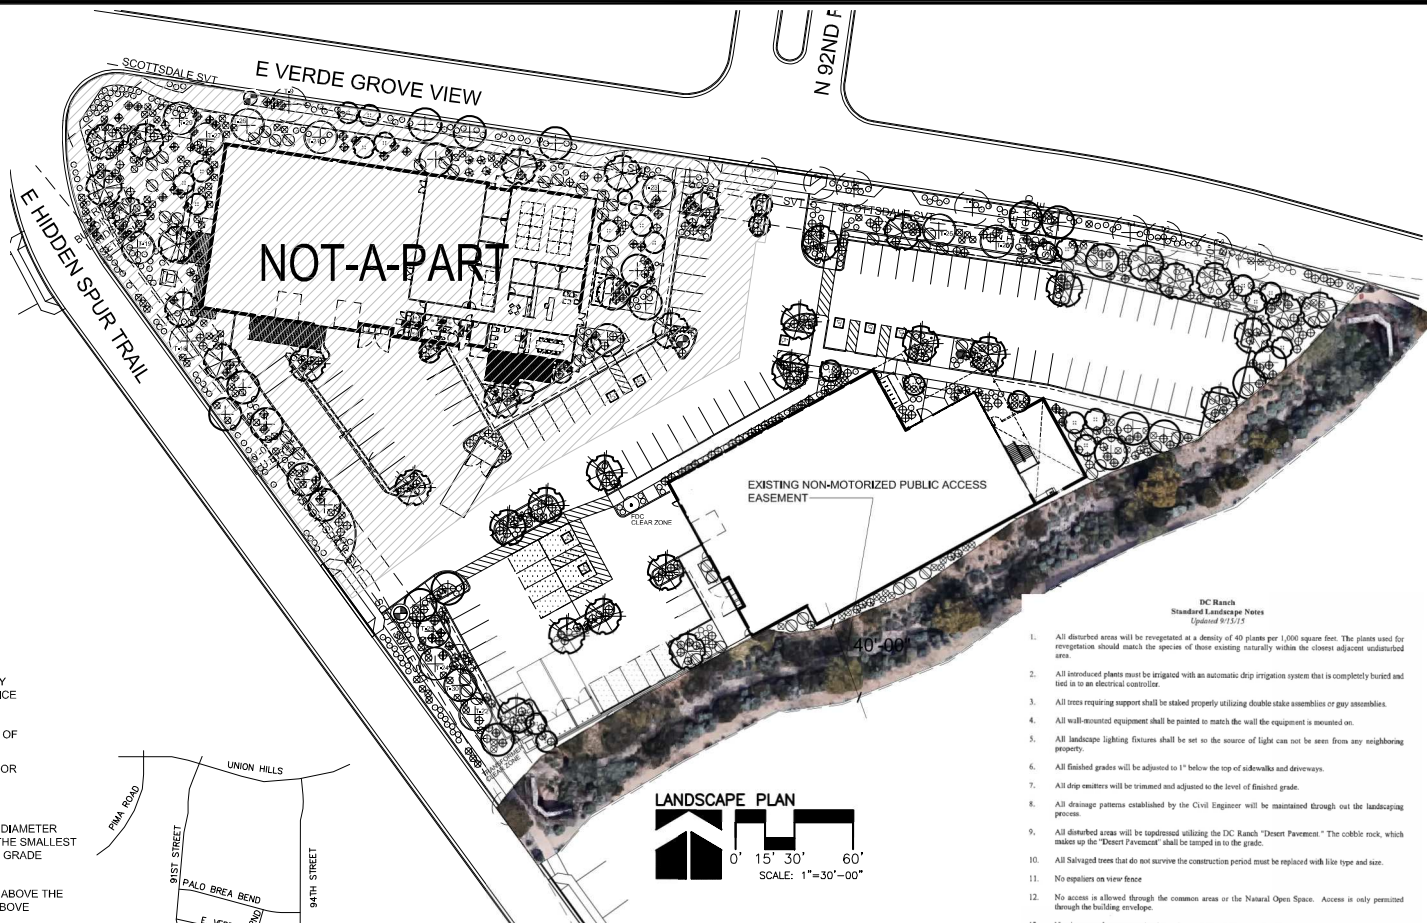 SCOTTSDALE SVT
E VERDE GROVE VIEW
E HIDDEN SPUR TRAIL
NOT-A-PART
SVT
SCOTTSDALE SVT
EXISTING NON-MOTORIZED PUBLIC ACCESS
EASEMENT
FDC
CLEAR ZONE
40'-00"
TRANSFORMER
CLEAR ZONE
LANDSCAPE PLAN
0' 15' 30' 60'
SCALE: 1"=30'-00"
UNION HILLS
PIMA ROAD
91ST STREET
94TH STREET
PALO BREA BEND
OF
OR
DIAMETER
THE SMALLEST
GRADE
ABOVE THE
DC Ranch
Standard Landscape Notes
Updated 9/15/15
1. All disturbed areas will be revegetated at a density of 40 plants per 1,000 square feet. The plants used for
revegetation should match the species of those existing naturally within the closest adjacent undisturbed
area.
2. All introduced plants must be irrigated with an automatic drip irrigation system that is completely buried and
tied in to an electrical controller.
3. All trees requiring support shall be staked properly utilizing double stake assemblies or guy assemblies.
4. All wall-mounted equipment shall be painted to match the wall the equipment is mounted on.
5. All landscape lighting fixtures shall be set so the source of light can not be seen from any neighboring
property.
6. All finished grades will be adjusted to 1" below the top of sidewalks and driveways.
7. All drip emitters will be trimmed and adjusted to the level of finished grade.
8. All drainage patterns established by the Civil Engineer will be maintained through out the landscaping
process.
9. All disturbed areas will be topdressed utilizing the DC Ranch "Desert Pavement." The cobble rock, which
makes up the "Desert Pavement" shall be tamped in to the grade.
10. All Salvaged trees that do not survive the construction period must be replaced with like type and size.
11. No espaliers on view fence
12. No access is allowed through the common areas or the Natural Open Space. Access is only permitted
through the building envelope.